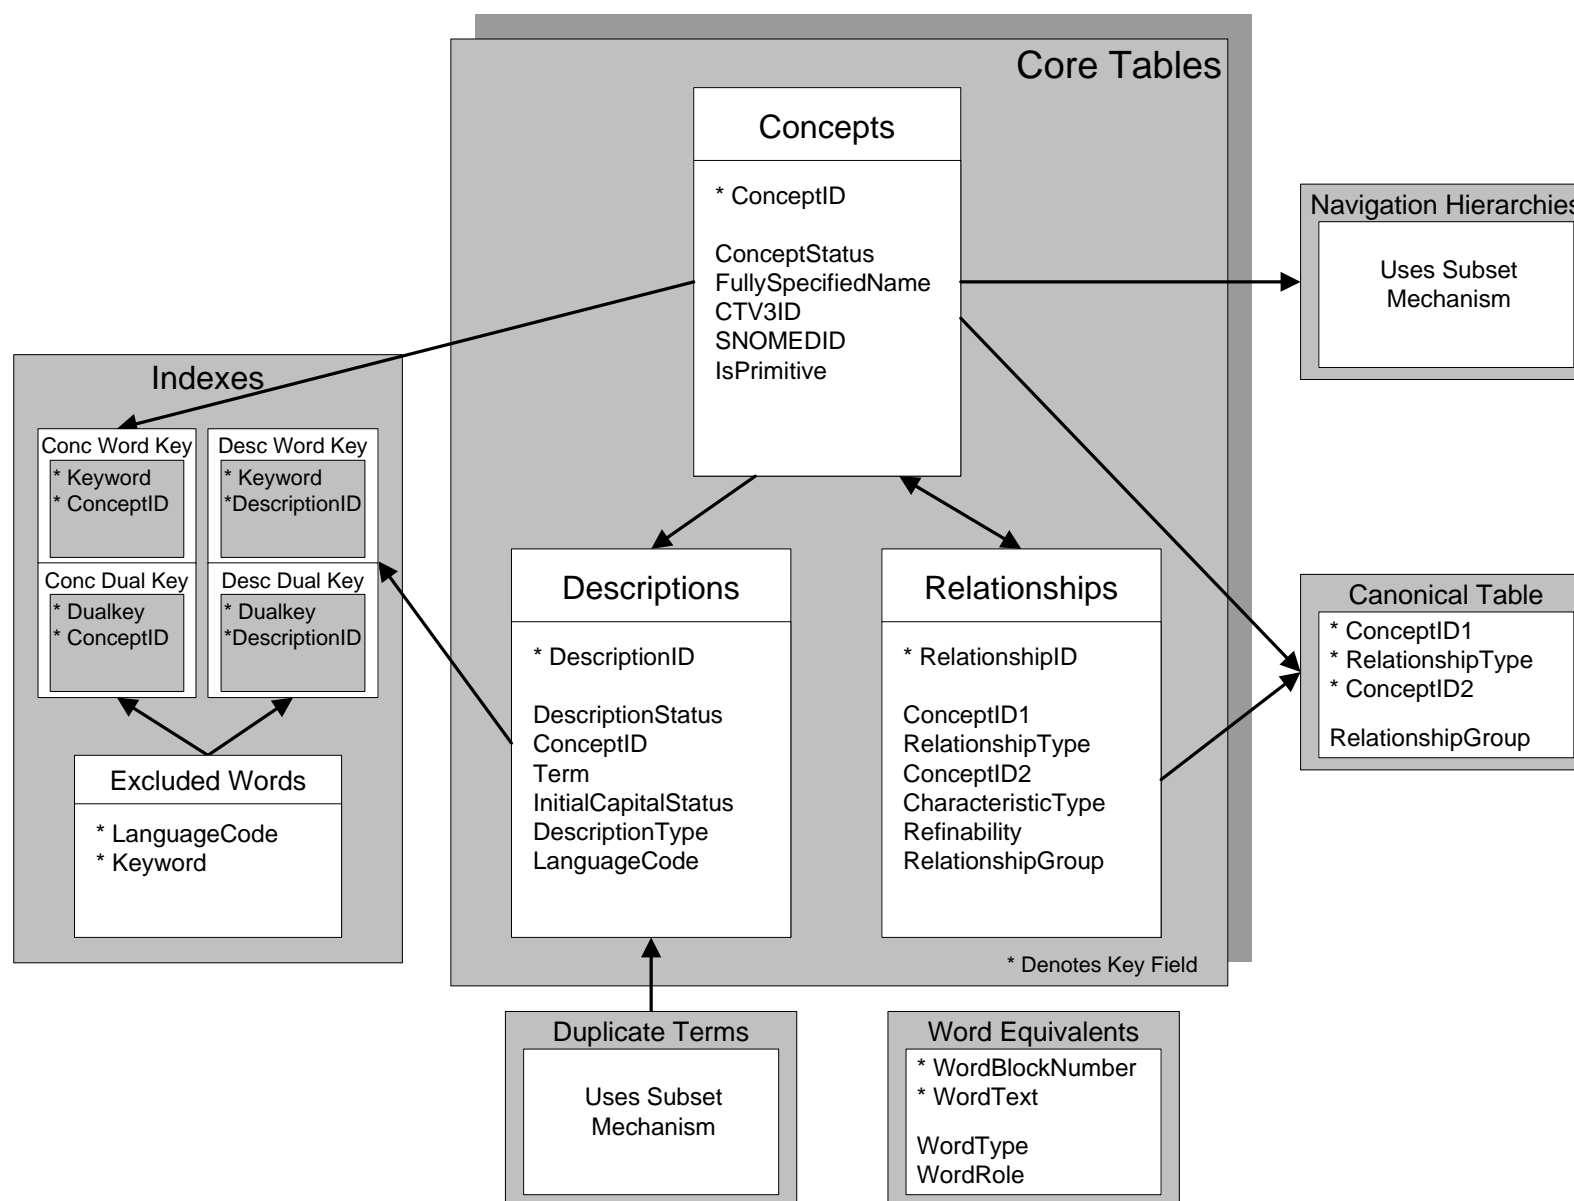 Core Tables
Concepts
* ConceptID
ConceptStatus
FullySpecifiedName
CTV3ID
SNOMEDID
IsPrimitive
Navigation Hierarchies
Uses Subset
Mechanism
Indexes
Conc Word Key
* Keyword
* ConceptID
Desc Word Key
* Keyword
*DescriptionID
Conc Dual Key
* Dualkey
* ConceptID
Desc Dual Key
* Dualkey
*DescriptionID
Excluded Words
* LanguageCode
* Keyword
Descriptions
* DescriptionID
DescriptionStatus
ConceptID
Term
InitialCapitalStatus
DescriptionType
LanguageCode
Relationships
* RelationshipID
ConceptID1
RelationshipType
ConceptID2
CharacteristicType
Refinability
RelationshipGroup
* Denotes Key Field
Canonical Table
* ConceptID1
* RelationshipType
* ConceptID2
RelationshipGroup
Duplicate Terms
Uses Subset
Mechanism
Word Equivalents
* WordBlockNumber
* WordText
WordType
WordRole